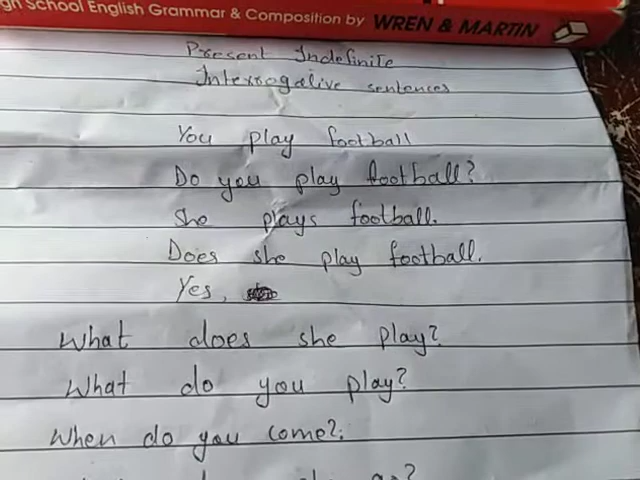 gh School English Grammar & Composition by WREN & MARTIN
Present Indefinite
Interrogative sentences
You play football
Do you play football?
She plays football.
Does she play football.
Yes,
What does she play?
What do you play?
When do you come?
go?